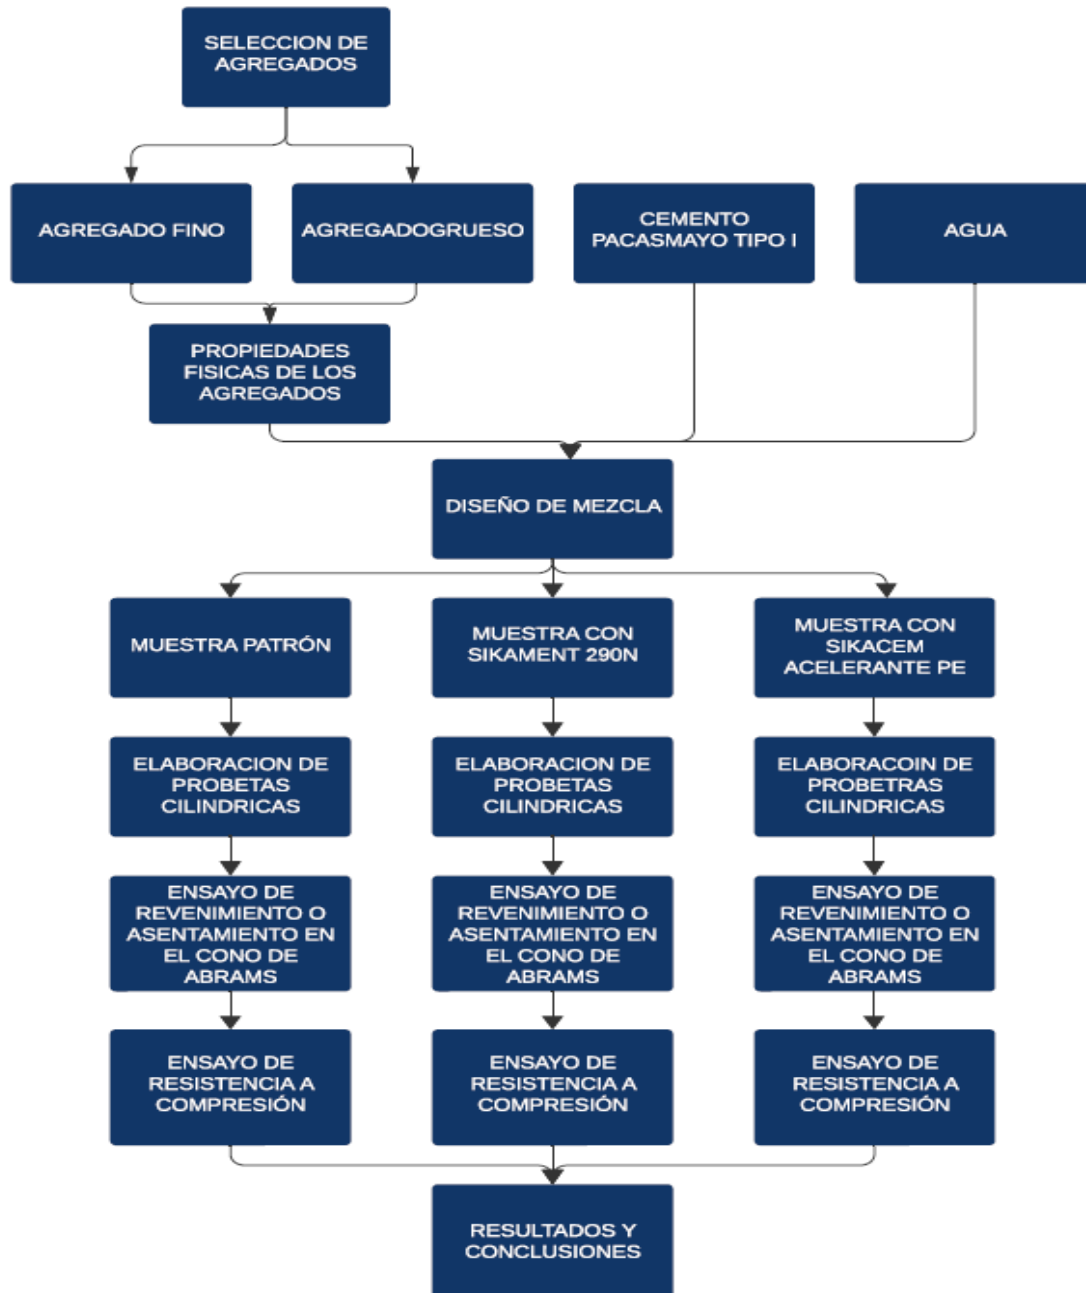 SELECCION DE
AGREGADOS
AGREGADO FINO
AGREGADOGRUESO
CEMENTO
PACASMAYO TIPO I
AGUA
PROPIEDADES
FISICAS DE LOS
AGREGADOS
DISEÑO DE MEZCLA
MUESTRA PATRÓN
MUESTRA CON
SIKAMENT 290N
MUESTRA CON
SIKACEM
ACELERANTE PE
ELABORACION DE
PROBETAS
CILINDRICAS
ELABORACION DE
PROBETAS
CILINDRICAS
ELABORACOIN DE
PROBETRAS
CILINDRICAS
ENSAYO DE
REVENIMIENTO O
ASENTAMIENTO EN
EL CONO DE
ABRAMS
ENSAYO DE
REVENIMIENTO O
ASENTAMIENTO EN
EL CONO DE
ABRAMS
ENSAYO DE
REVENIMIENTO O
ASENTAMIENTO EN
EL CONO DE
ABRAMS
ENSAYO DE
RESISTENCIA A
COMPRESIÓN
ENSAYO DE
RESISTENCIA A
COMPRESIÓN
ENSAYO DE
RESISTENCIA A
COMPRESIÓN
RESULTADOS Y
CONCLUSIONES